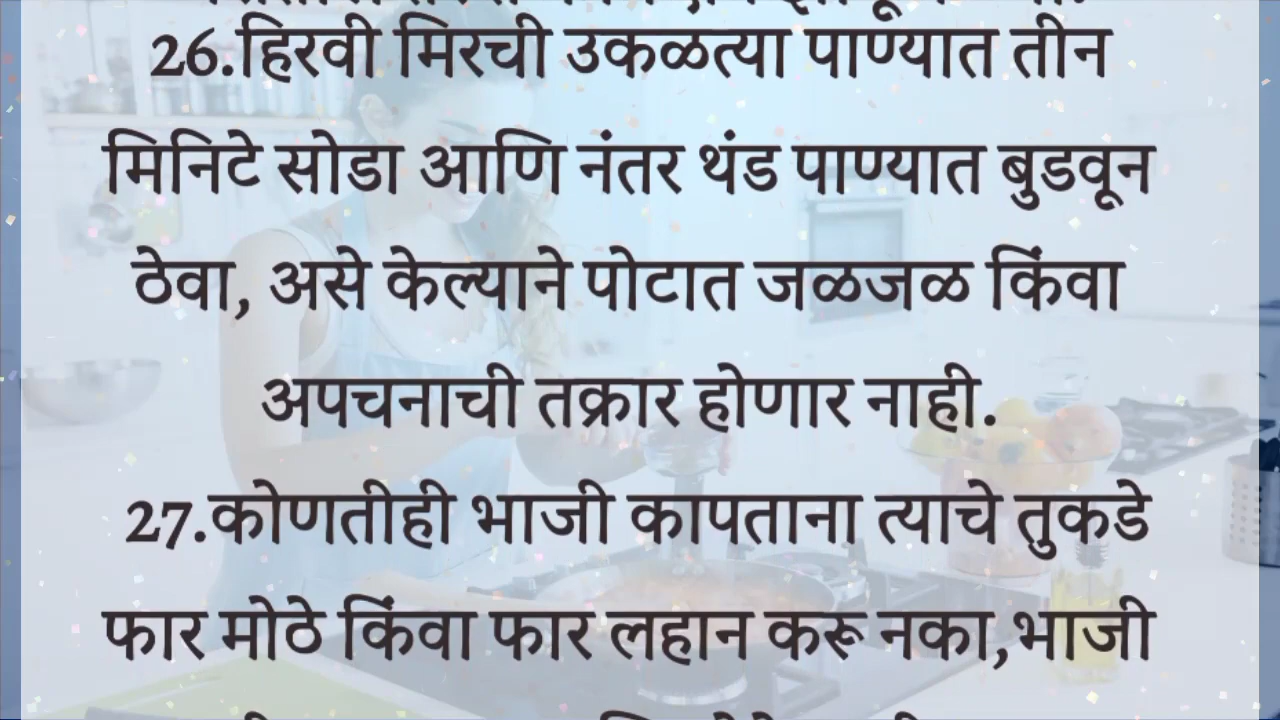 26.हिरवी मिरची उकळत्या पाण्यात तीन
मिनिटे सोडा आणि नंतर थंड पाण्यात बुडवून
ठेवा, असे केल्याने पोटात जळजळ किंवा
अपचनाची तक्रार होणार नाही.
27.कोणतीही भाजी कापताना त्याचे तुकडे
फार मोठे किंवा फार लहान करू नका,भाजी